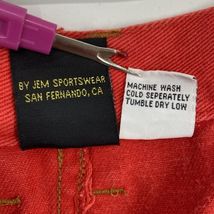 BY JEM SPORTSWEAR
SAN FERNANDO, CA
MACHINE WASH
COLD SEPERATELY
TUMBLE DRY LOW